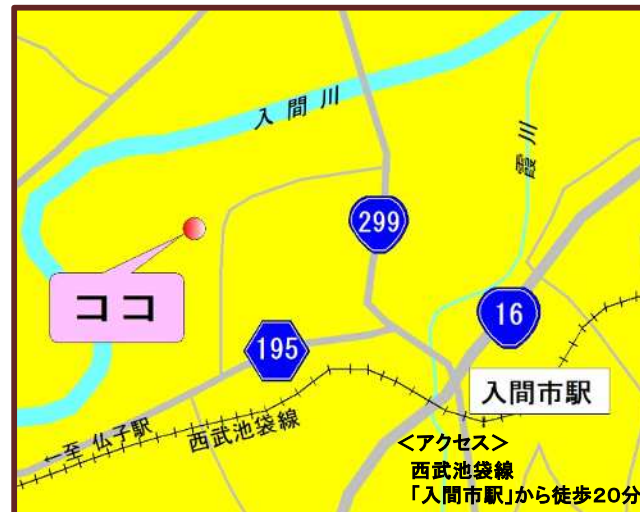 入間川
霞川
299
ココ
16
195
入間市駅
←至 仏子駅
西武池袋線
＜アクセス＞
西武池袋線
「入間市駅」から徒歩20分